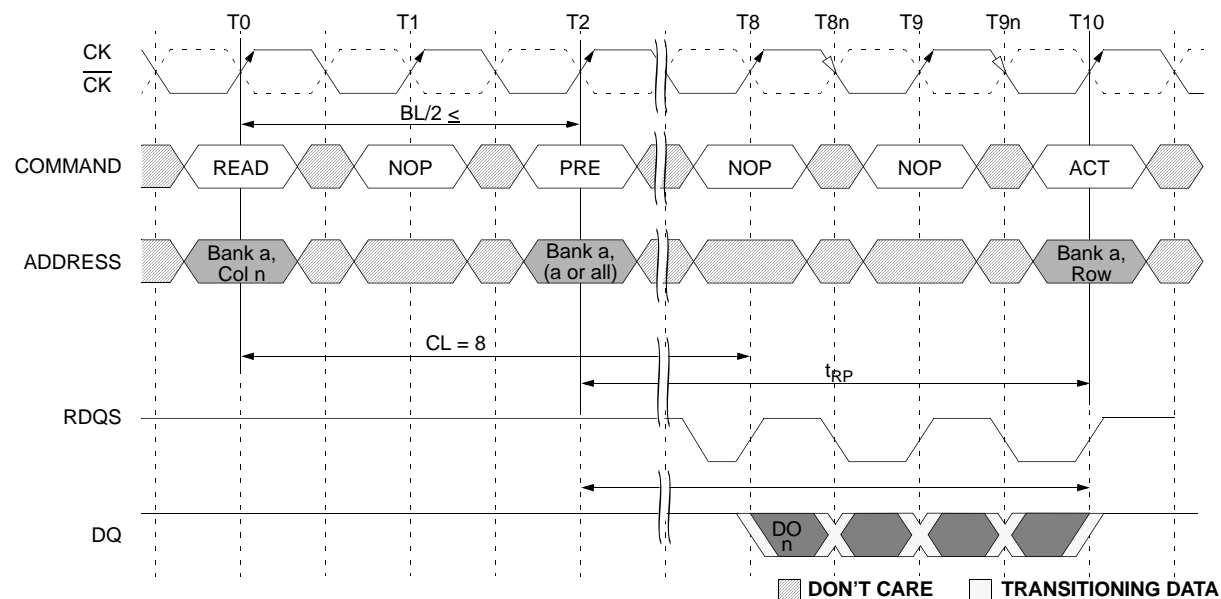 T0 T1 T2 T8 T8n T9 T9n T10
CK
CK
BL/2 ≤
COMMAND READ NOP PRE NOP NOP ACT
ADDRESS Bank a, Col n Bank a, (a or all) Bank a, Row
CL = 8
tRP
RDQS
DQ DO n
DON'T CARE TRANSITIONING DATA